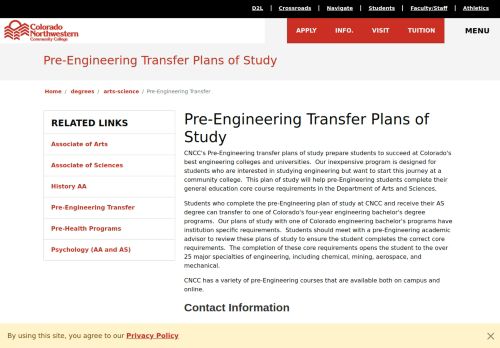 D2L | Crossroads | Navigate | Students | Faculty/Staff | Athletics
Colorado
Northwestern
Community College
APPLY INFO. VISIT TUITION MENU
Pre-Engineering Transfer Plans of Study
Home / degrees / arts-science / Pre-Engineering Transfer
RELATED LINKS
Associate of Arts
Associate of Sciences
History AA
Pre-Engineering Transfer
Pre-Health Programs
Psychology (AA and AS)
Pre-Engineering Transfer Plans of
Study
CNCC's Pre-Engineering transfer plans of study prepare students to succeed at Colorado's
best engineering colleges and universities. Our inexpensive program is designed for
students who are interested in studying engineering but want to start this journey at a
community college. This plan of study will help pre-Engineering students complete their
general education core course requirements in the Department of Arts and Sciences.
Students who complete the pre-Engineering plan of study at CNCC and receive their AS
degree can transfer to one of Colorado's four-year engineering bachelor's degree
programs. Our plans of study with one of Colorado engineering bachelor's programs have
institution specific requirements. Students should meet with a pre-Engineering academic
advisor to review these plans of study to ensure the student completes the correct core
requirements. The completion of these core requirements opens the student to the over
25 major specialties of engineering, including chemical, mining, aerospace, and
mechanical.
CNCC has a variety of pre-Engineering courses that are available both on campus and
online.
Contact Information
By using this site, you agree to our Privacy Policy ×